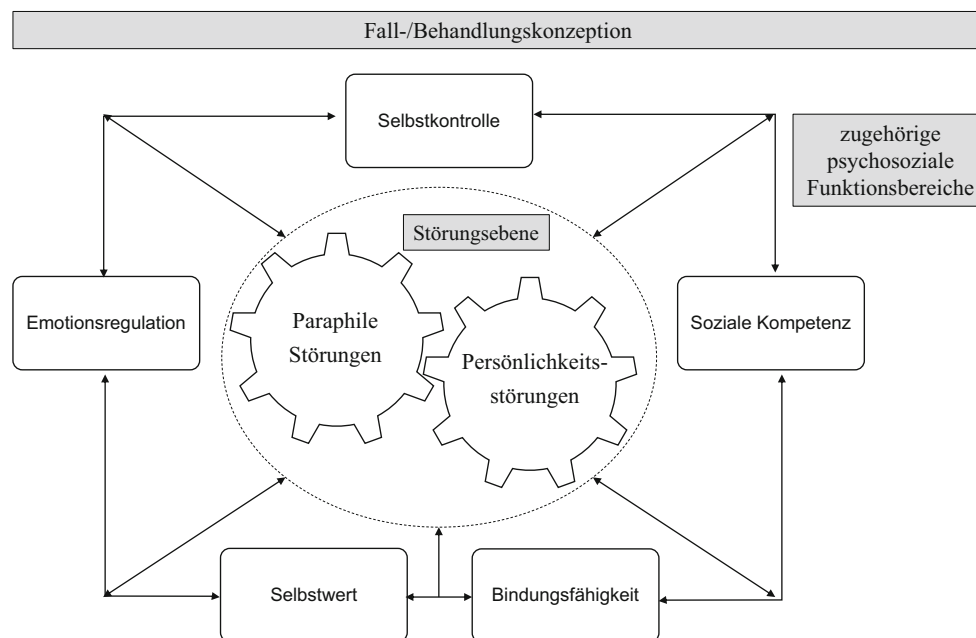 Fall-/Behandlungskonzeption
Selbstkontrolle
zugehörige
psychosoziale
Funktionsbereiche
Störungsebene
Emotionsregulation
Paraphile
Störungen
Persönlichkeits-
störungen
Soziale Kompetenz
Selbstwert
Bindungsfähigkeit